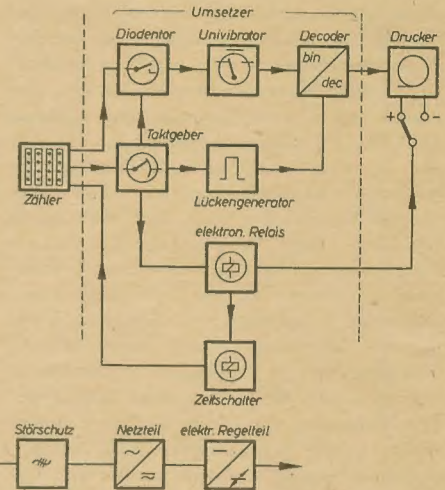 Umsetzer
Diodentor
Univibrator
Decoder
Drucker
bin
dec
+
-
Taktgeber
Zähler
Lückengenerator
elektron. Relais
Zeitschalter
Störschutz
Netzteil
elektr. Regelteil